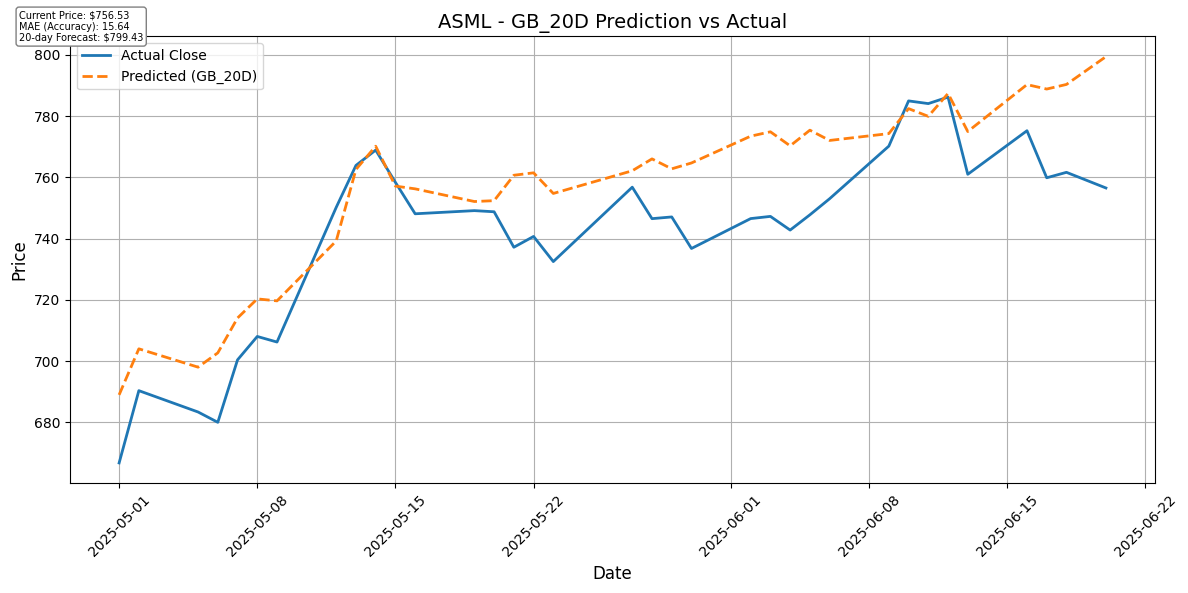 ASML - GB_20D Prediction vs Actual
Current Price: $756.53
MAE (Accuracy): 15.64
20-day Forecast: $799.43
Actual Close
Predicted (GB_20D)
Price
800
780
760
740
720
700
680
2025-05-01
2025-05-08
2025-05-15
2025-05-22
2025-06-01
2025-06-08
2025-06-15
2025-06-22
Date